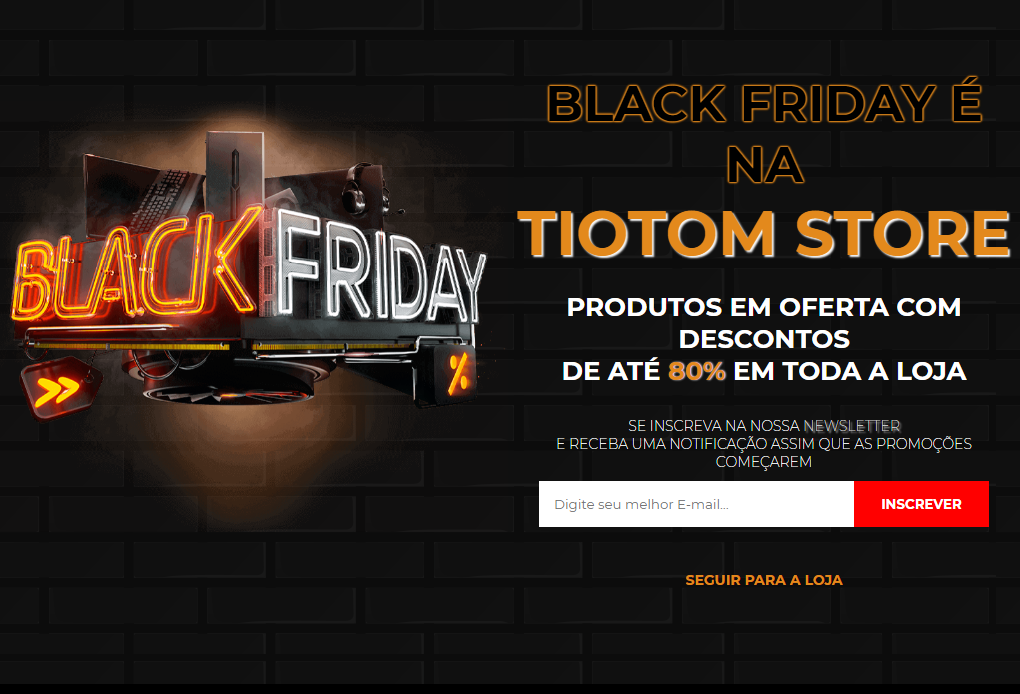 BLACK FRIDAY
%
BLACK FRIDAY É
NA
TIOTOM STORE
PRODUTOS EM OFERTA COM
DESCONTOS
DE ATÉ 80% EM TODA A LOJA
SE INSCREVA NA NOSSA NEWSLETTER
E RECEBA UMA NOTIFICAÇÃO ASSIM QUE AS PROMOÇÕES
COMEÇAREM
Digite seu melhor E-mail... INSCREVER
SEGUIR PARA A LOJA